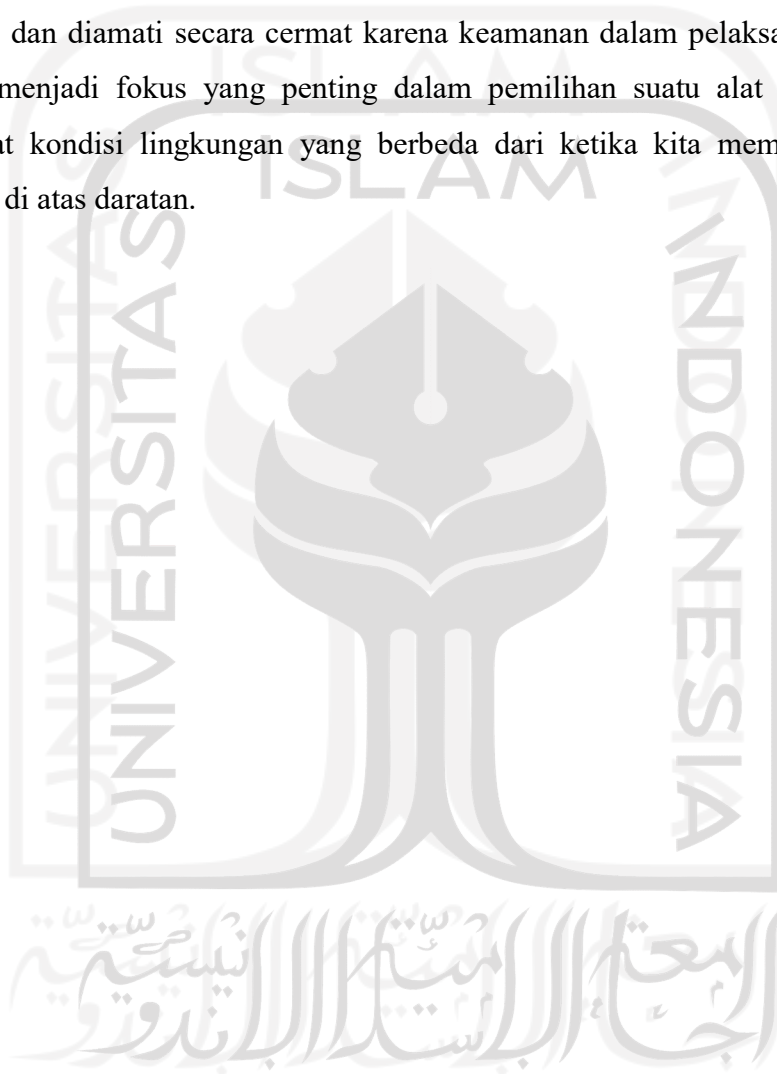 dan diamati secara cermat karena keamanan dalam pelaksa
menjadi fokus yang penting dalam pemilihan suatu alat
at kondisi lingkungan yang berbeda dari ketika kita mem
di atas daratan.
ISLAM
UNIVERSITAS
INDONESIA